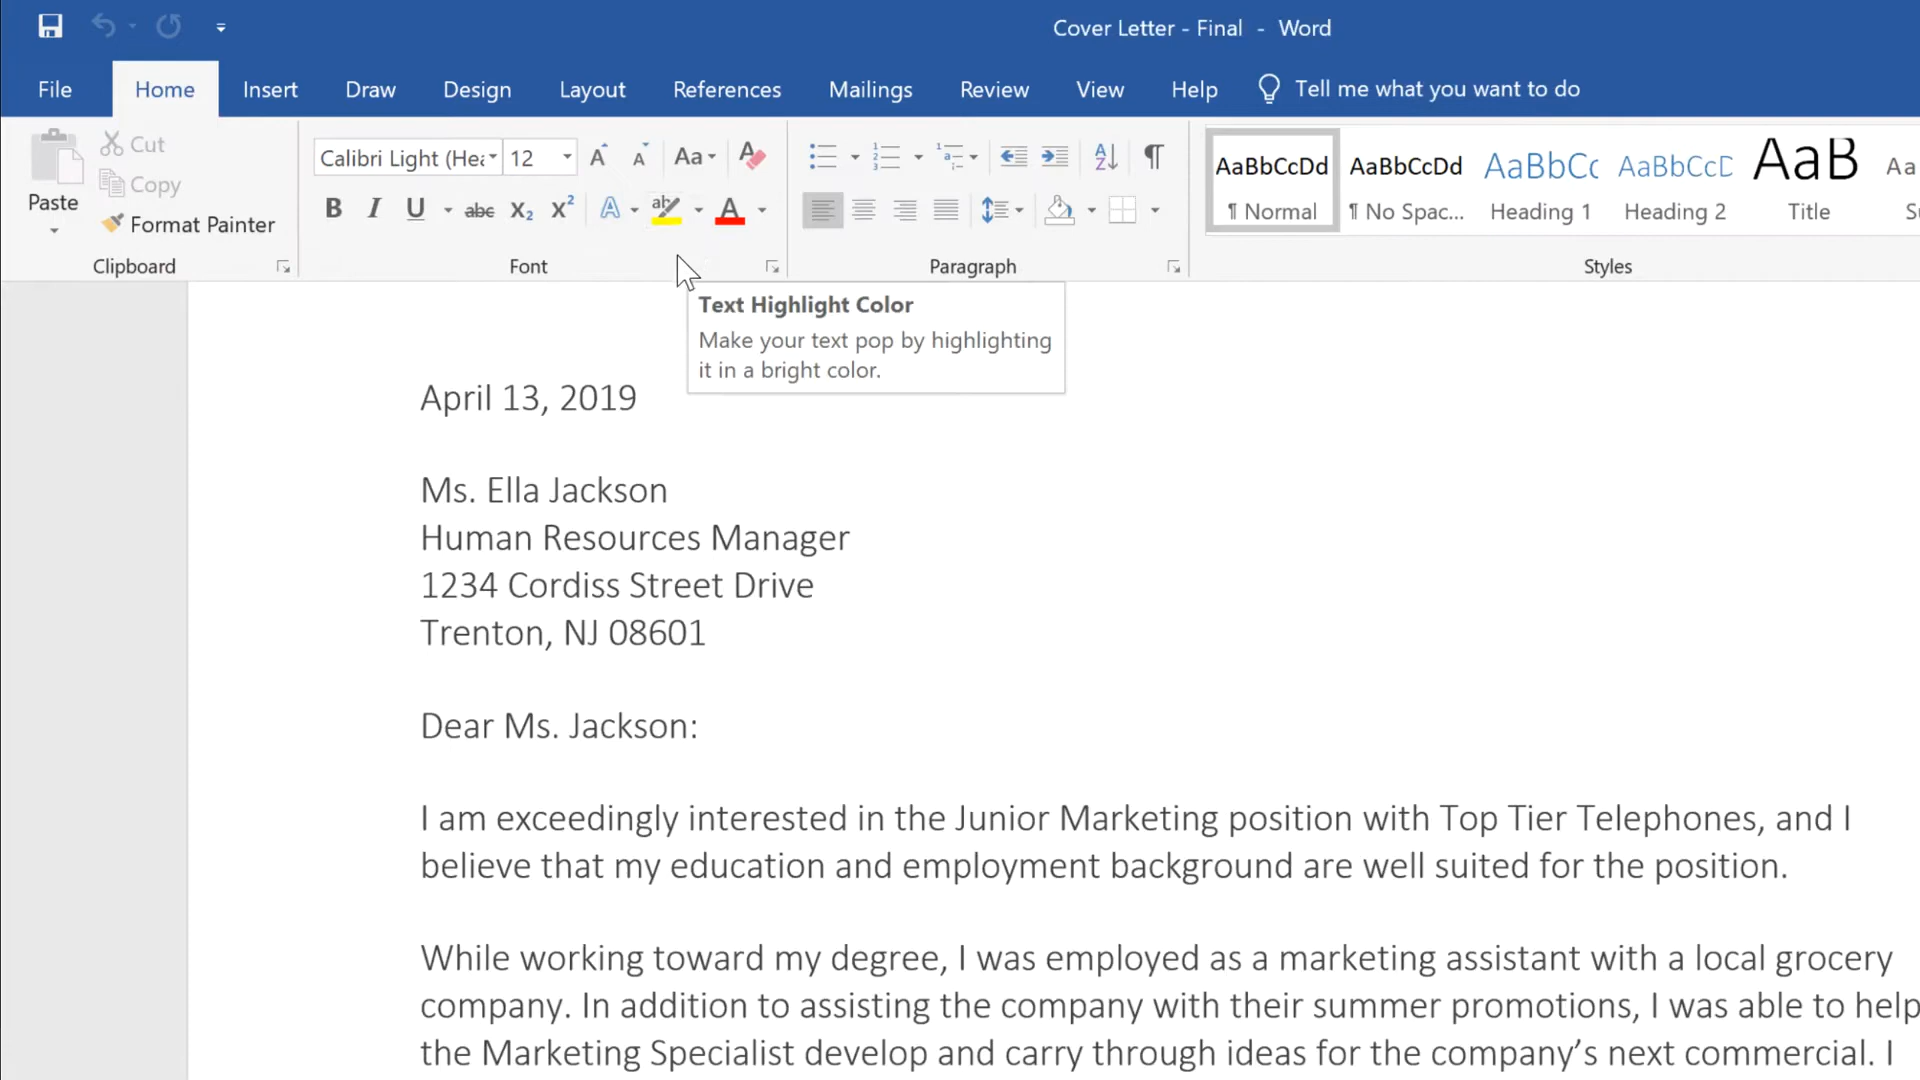 Cover Letter - Final - Word
File Home Insert Draw Design Layout References Mailings Review View Help Tell me what you want to do
Paste
Cut
Copy
Format Painter
Clipboard
Calibri Light (Hea 12 Aa
B I U abc X₂ X² A ab A
Font
Paragraph
AaBbCcDd AaBbCcDd AaBbCc AaBbCcD AaB Aa
¶ Normal ¶ No Spac... Heading 1 Heading 2 Title
Styles
Text Highlight Color
Make your text pop by highlighting
it in a bright color.
April 13, 2019
Ms. Ella Jackson
Human Resources Manager
1234 Cordiss Street Drive
Trenton, NJ 08601
Dear Ms. Jackson:
I am exceedingly interested in the Junior Marketing position with Top Tier Telephones, and I
believe that my education and employment background are well suited for the position.
While working toward my degree, I was employed as a marketing assistant with a local grocery
company. In addition to assisting the company with their summer promotions, I was able to help
the Marketing Specialist develop and carry through ideas for the company’s next commercial. I